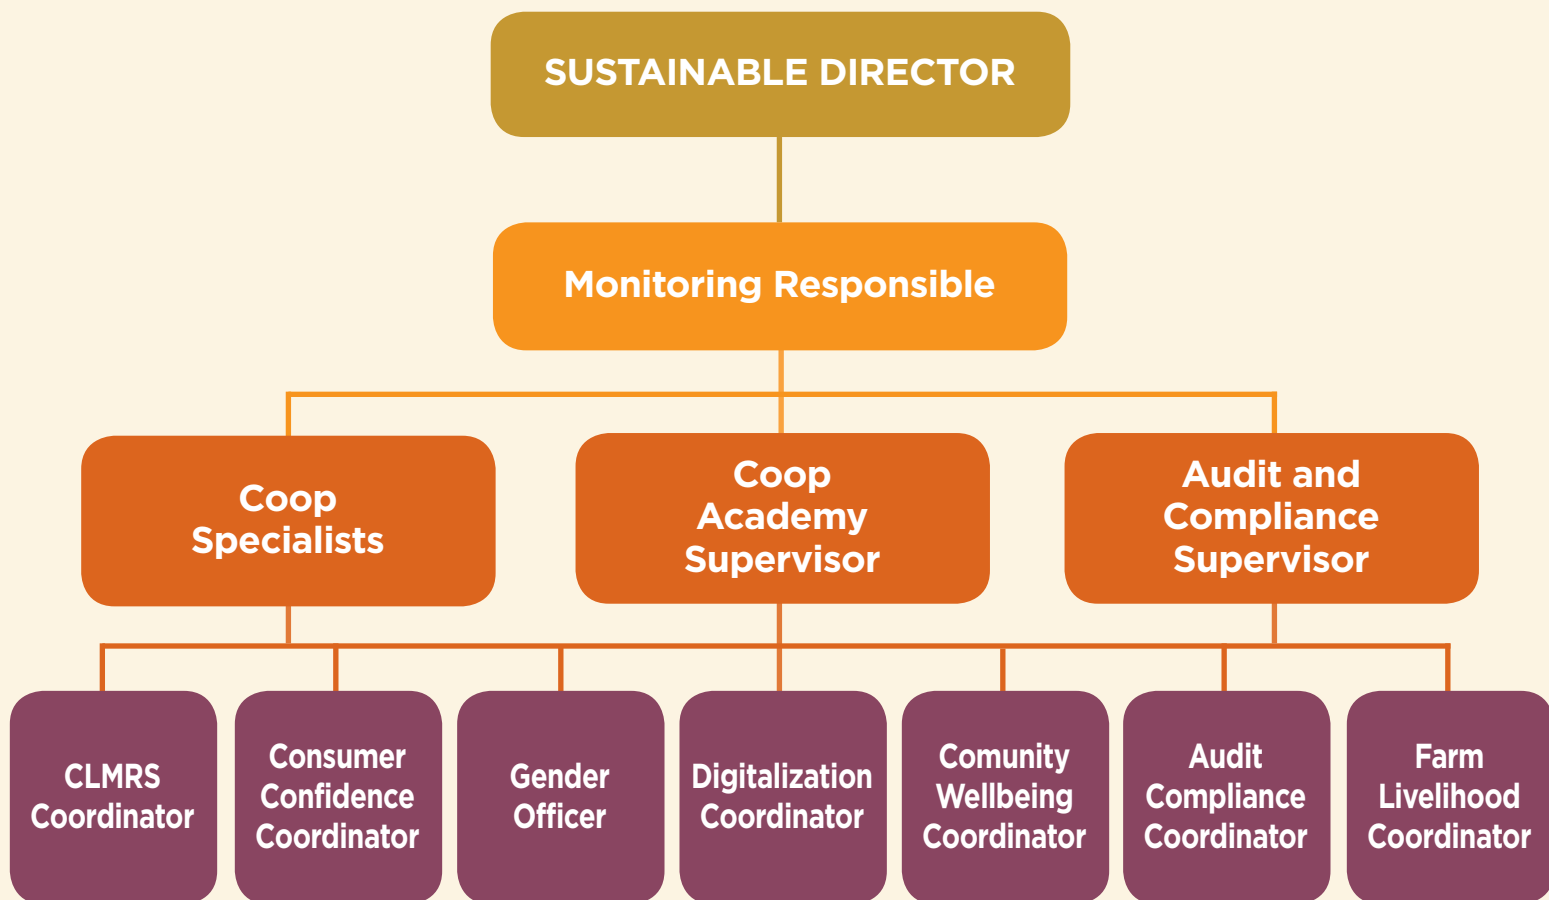 SUSTAINABLE DIRECTOR
Monitoring Responsible
Coop
Specialists
Coop
Academy
Supervisor
Audit and
Compliance
Supervisor
CLMRS
Coordinator
Consumer
Confidence
Coordinator
Gender
Officer
Digitalization
Coordinator
Comunity
Wellbeing
Coordinator
Audit
Compliance
Coordinator
Farm
Livelihood
Coordinator